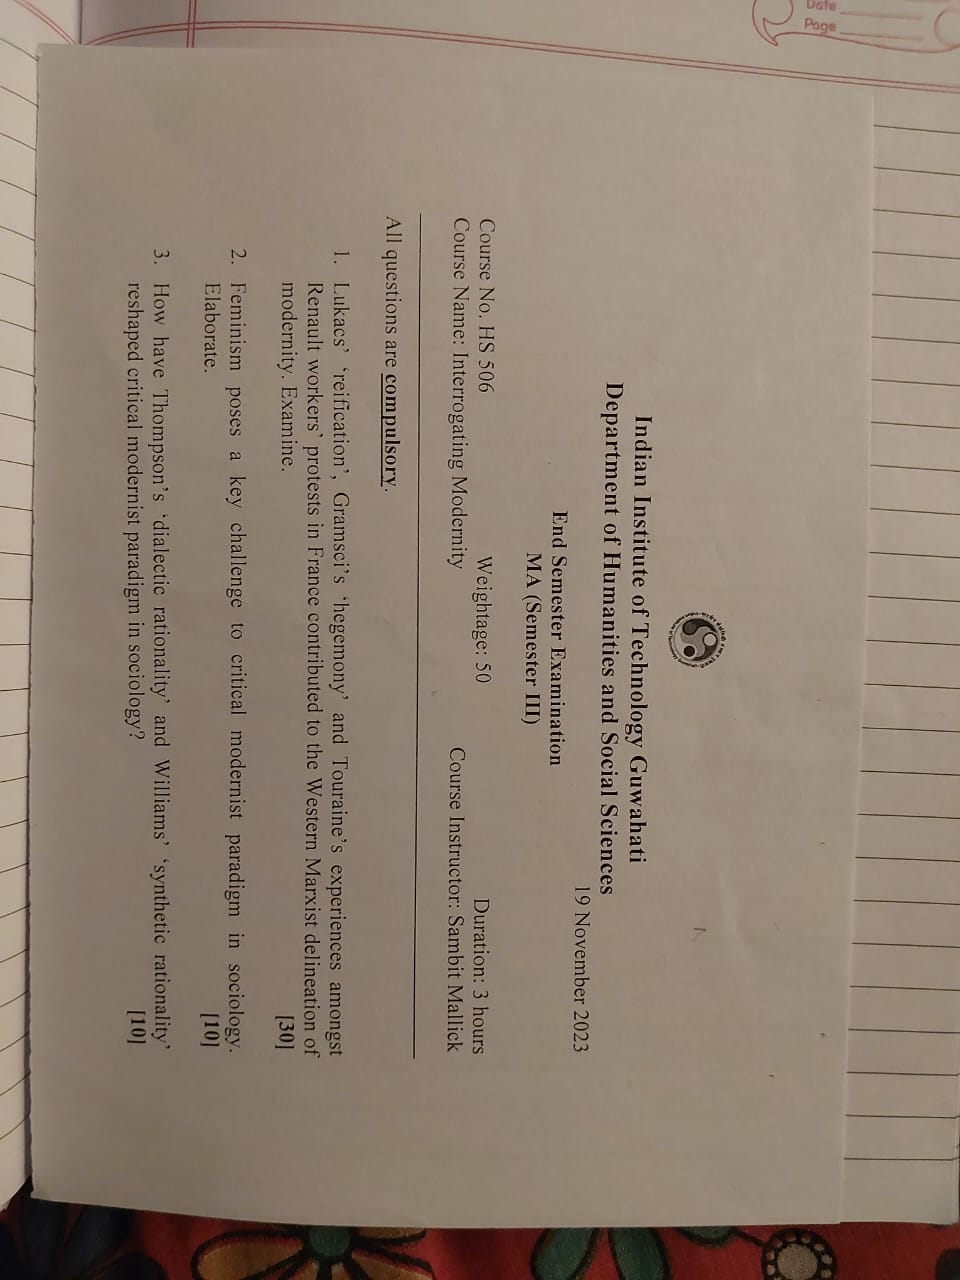 Date
Page
Indian Institute of Technology Guwahati
Department of Humanities and Social Sciences
19 November 2023
End Semester Examination
MA (Semester III)
Course No. HS 506 Weightage: 50 Duration: 3 hours
Course Name: Interrogating Modernity Course Instructor: Sambit Mallick
All questions are compulsory.
1. Lukacs’ ‘reification’, Gramsci’s ‘hegemony’ and Touraine’s experiences amongst
Renault workers’ protests in France contributed to the Western Marxist delineation of
modernity. Examine. [30]
2. Feminism poses a key challenge to critical modernist paradigm in sociology.
Elaborate. [10]
3. How have Thompson’s ‘dialectic rationality’ and Williams’ ‘synthetic rationality’
reshaped critical modernist paradigm in sociology? [10]